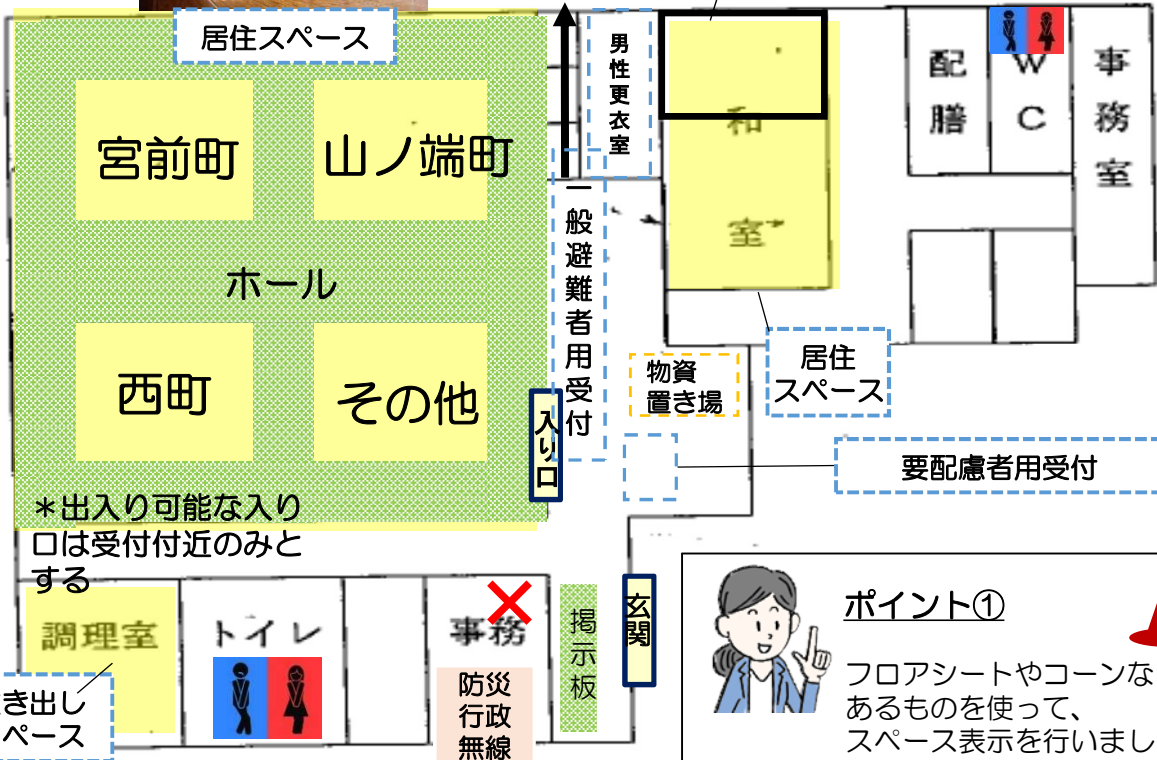 居住スペース
男性更衣室
和室
配膳
WC
事務室
宮前町
山ノ端町
一般避難者用受付
ホール
西町
その他
入り口
物資
置き場
居住
スペース
要配慮者用受付
＊出入り可能な入り
口は受付付近のみと
する
調理室
トイレ
事務
掲示板
玄関
き出し
ペース
防災
行政
無線
ポイント①
フロアシートやコーンな
あるものを使って、
スペース表示を行いまし